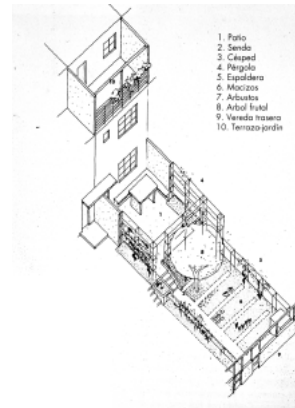 1. Patio
2. Senda
3. Césped
4. Pérgola
5. Espaldera
6. Macizos
7. Arbustos
8. Arbol frutal
9. Vereda trasera
10. Terraza-jardín